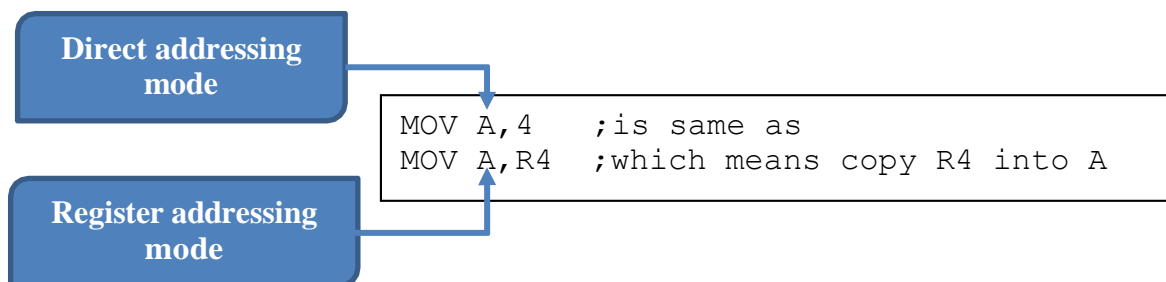 Direct addressing
mode
MOV A,4 ;is same as
MOV A,R4 ;which means copy R4 into A
Register addressing
mode